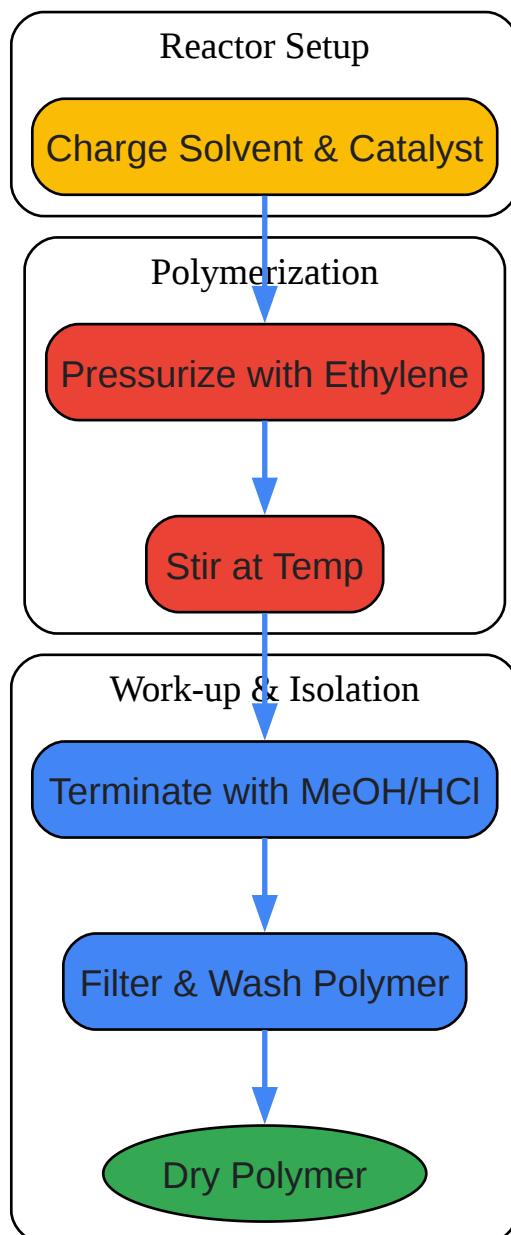 Reactor Setup
Charge Solvent & Catalyst
Polymerization
Pressurize with Ethylene
Stir at Temp
Work-up & Isolation
Terminate with MeOH/HCl
Filter & Wash Polymer
Dry Polymer